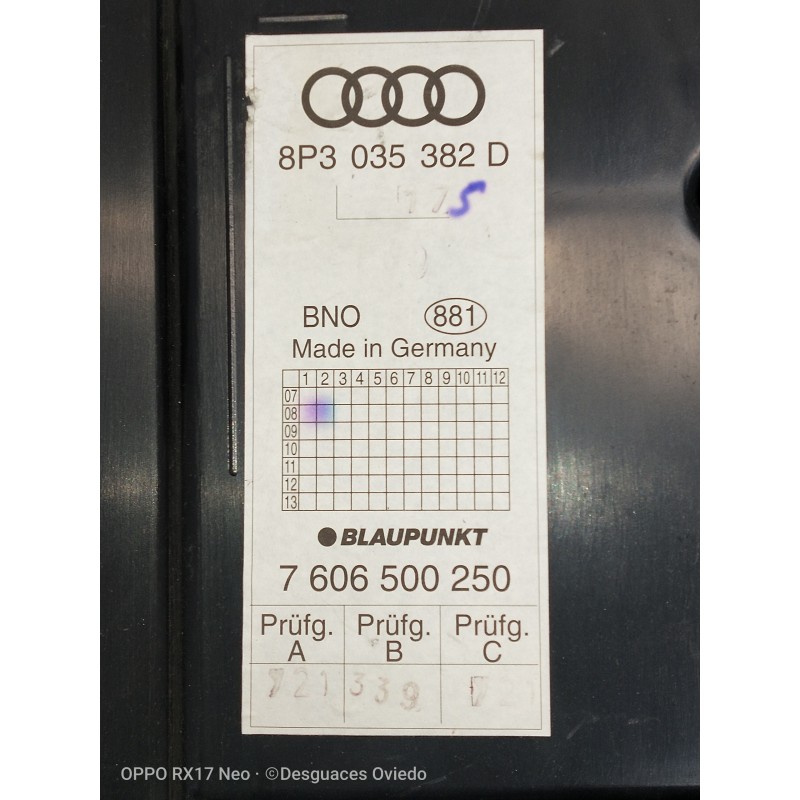 8P3 035 382 D
S
BNO 881
Made in Germany
1 2 3 4 5 6 7 8 9 10 11 12
07
08
09
10
11
12
13
BLAUPUNKT
7 606 500 250
Prüfg. Prüfg. Prüfg.
A B C
721 339
OPPO RX17 Neo · ©Desguaces Oviedo